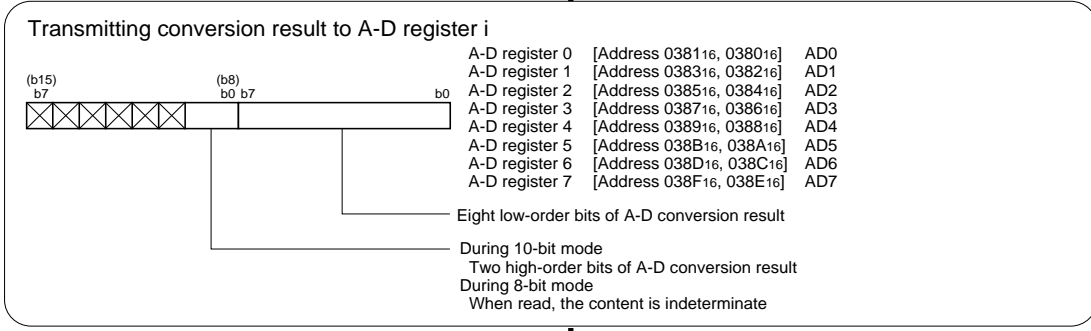 Transmitting conversion result to A-D register i
A-D register 0 [Address 038116, 038016] AD0
A-D register 1 [Address 038316, 038216] AD1
A-D register 2 [Address 038516, 038416] AD2
A-D register 3 [Address 038716, 038616] AD3
A-D register 4 [Address 038916, 038816] AD4
A-D register 5 [Address 038B16, 038A16] AD5
A-D register 6 [Address 038D16, 038C16] AD6
A-D register 7 [Address 038F16, 038E16] AD7
(b15) (b8)
b7 b0 b7 b0
Eight low-order bits of A-D conversion result
During 10-bit mode
Two high-order bits of A-D conversion result
During 8-bit mode
When read, the content is indeterminate